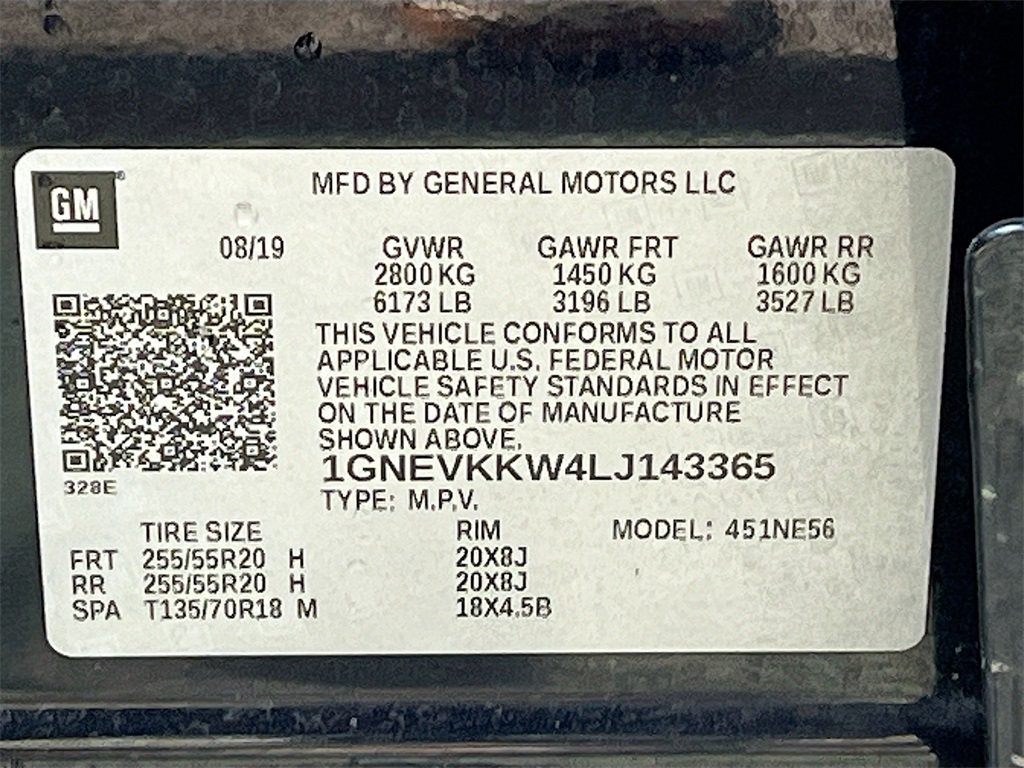 GM
MFD BY GENERAL MOTORS LLC
08/19 GVWR GAWR FRT GAWR RR
2800 KG 1450 KG 1600 KG
6173 LB 3196 LB 3527 LB
THIS VEHICLE CONFORMS TO ALL
APPLICABLE U.S. FEDERAL MOTOR
VEHICLE SAFETY STANDARDS IN EFFECT
ON THE DATE OF MANUFACTURE
SHOWN ABOVE.
328E
1GNEVKKW4LJ143365
TYPE: M.P.V.
TIRE SIZE RIM MODEL: 451NE56
FRT 255/55R20 H 20X8J
RR 255/55R20 H 20X8J
SPA T135/70R18 M 18X4.5B